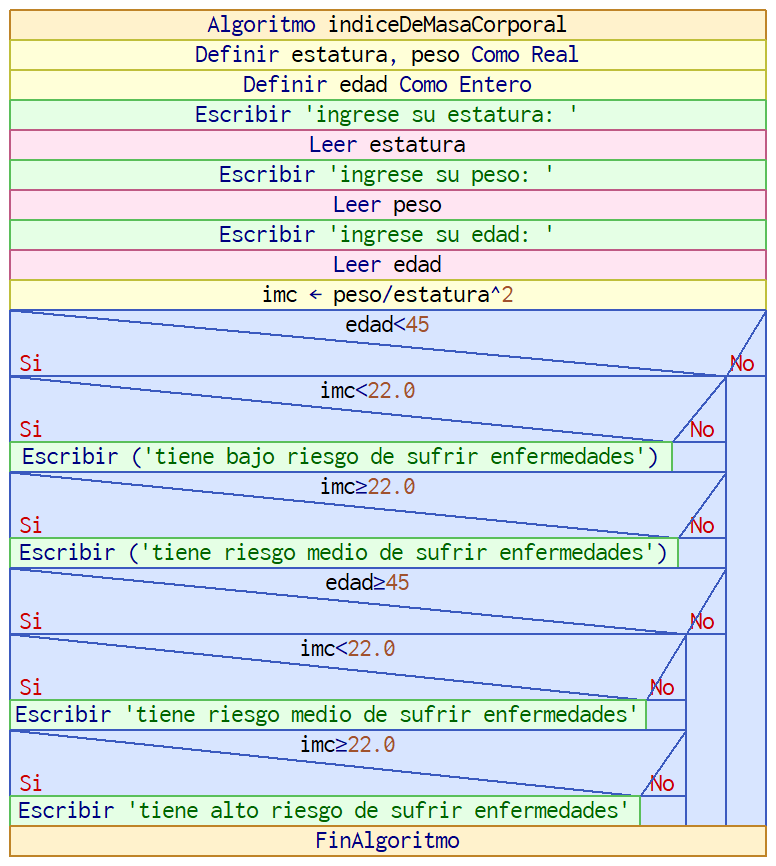 Algoritmo indiceDeMasaCorporal
Definir estatura, peso Como Real
Definir edad Como Entero
Escribir 'ingrese su estatura: '
Leer estatura
Escribir 'ingrese su peso: '
Leer peso
Escribir 'ingrese su edad: '
Leer edad
imc ← peso/estatura^2
edad<45
Si No
imc<22.0
Si No
Escribir ('tiene bajo riesgo de sufrir enfermedades')
imc≥22.0
Si No
Escribir ('tiene riesgo medio de sufrir enfermedades')
edad≥45
Si No
imc<22.0
Si No
Escribir 'tiene riesgo medio de sufrir enfermedades'
imc≥22.0
Si No
Escribir 'tiene alto riesgo de sufrir enfermedades'
FinAlgoritmo